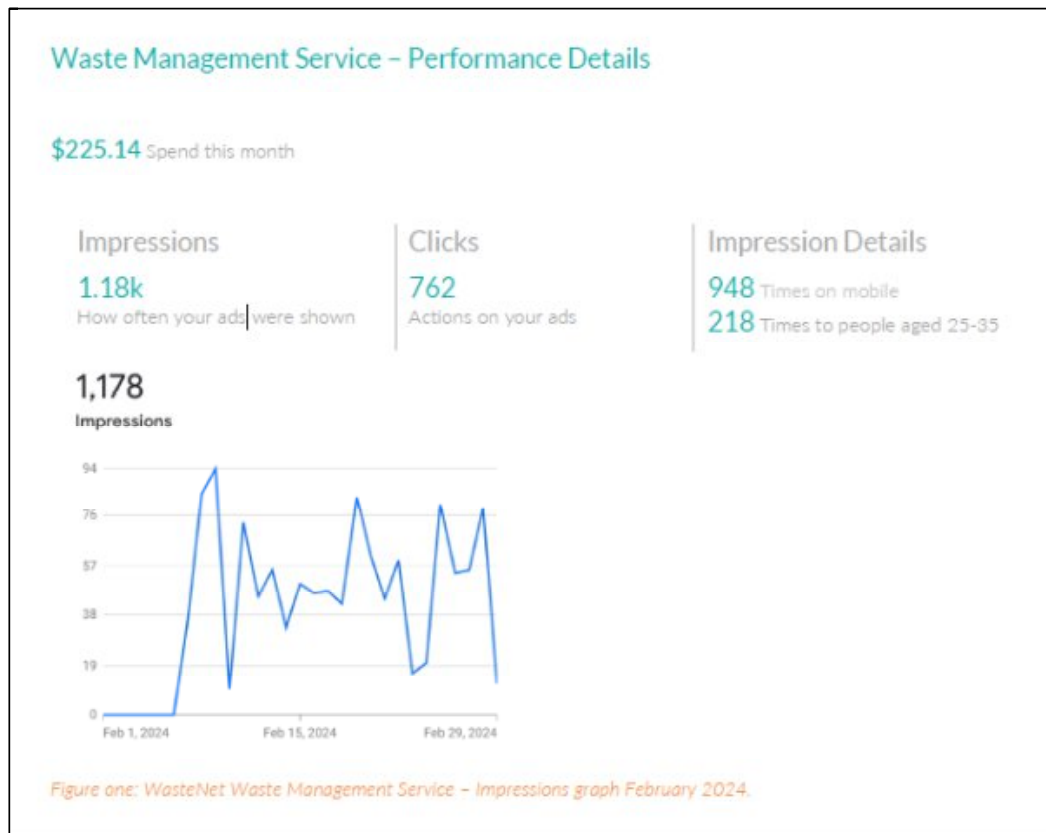 Waste Management Service – Performance Details
$225.14 Spend this month
Impressions
1.18k
How often your ads were shown
Clicks
762
Actions on your ads
Impression Details
948 Times on mobile
218 Times to people aged 25-35
1,178
Impressions
94
76
57
38
19
0
Feb 1, 2024
Feb 15, 2024
Feb 29, 2024
Figure one: WasteNet Waste Management Service – Impressions graph February 2024.